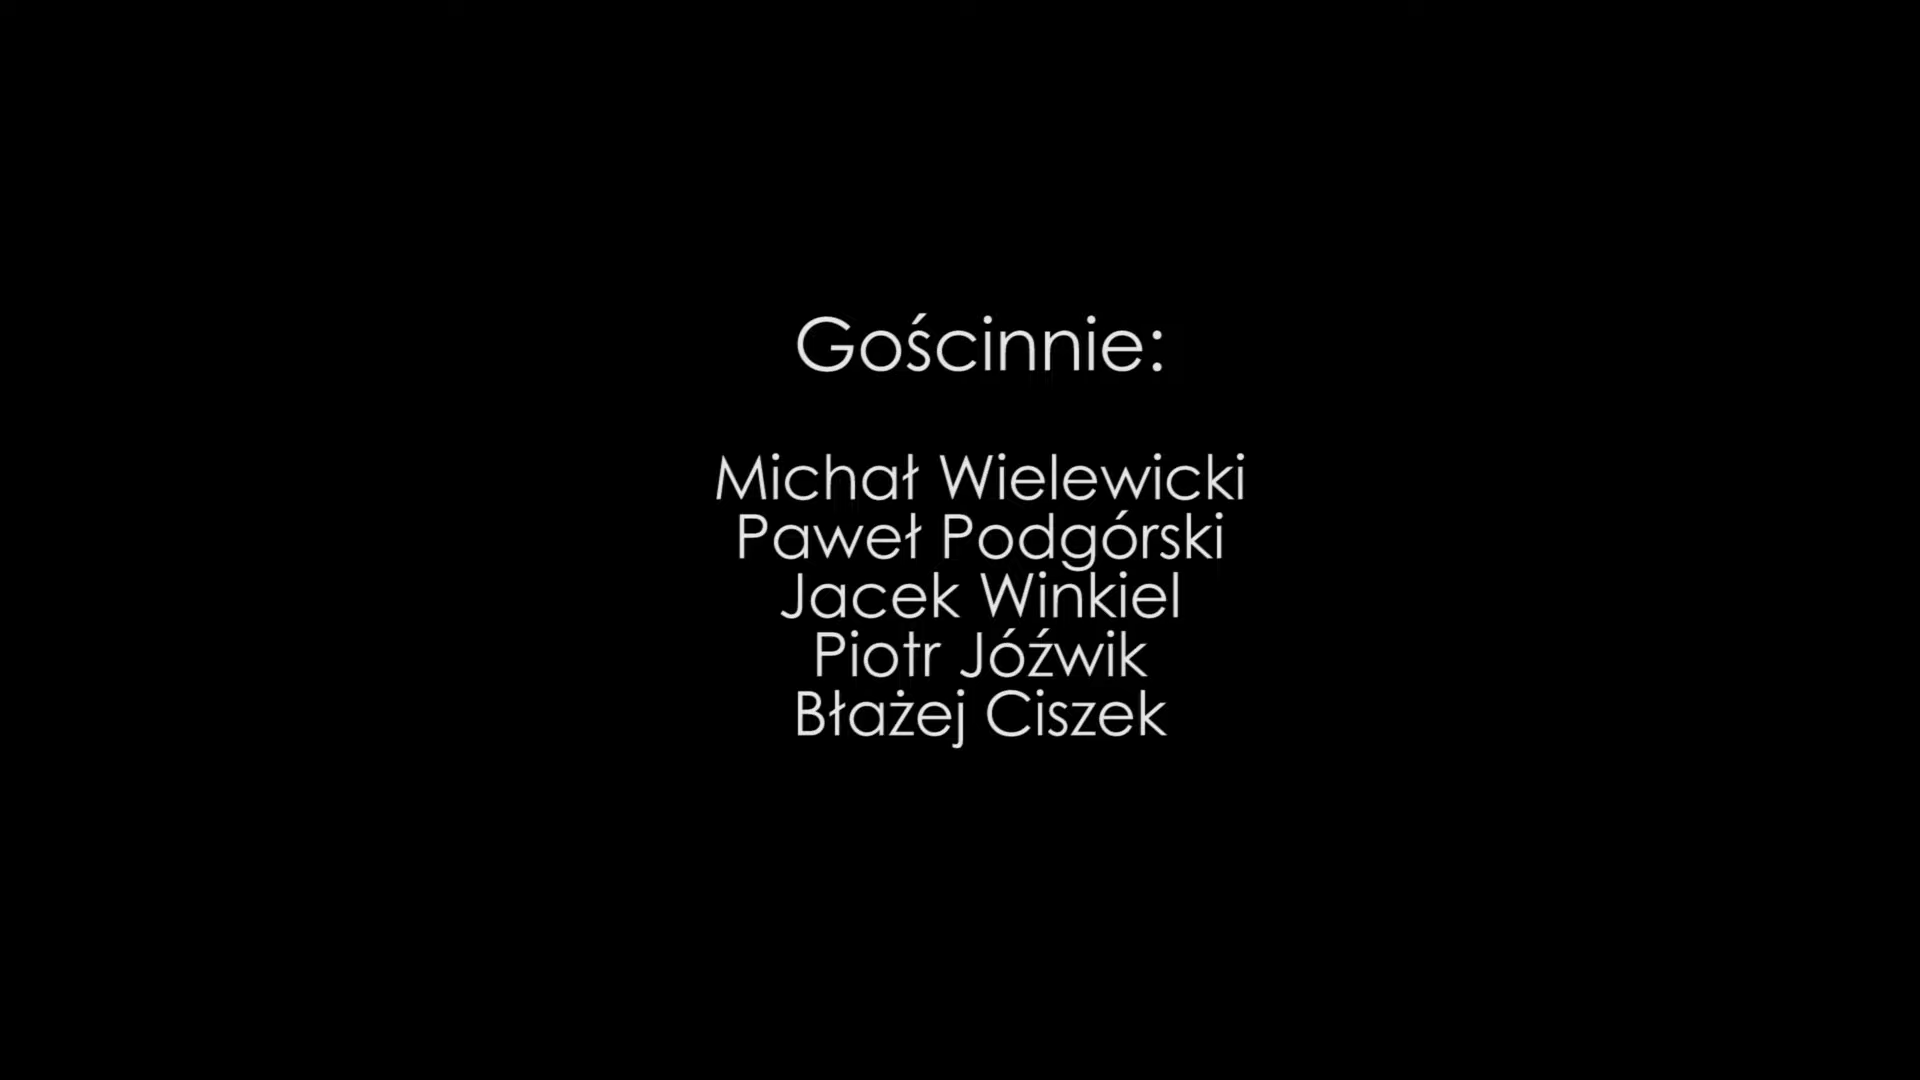 Gościnnie:
Michał Wielewicki
Paweł Podgórski
Jacek Winkiel
Piotr Jóźwik
Błażej Ciszek